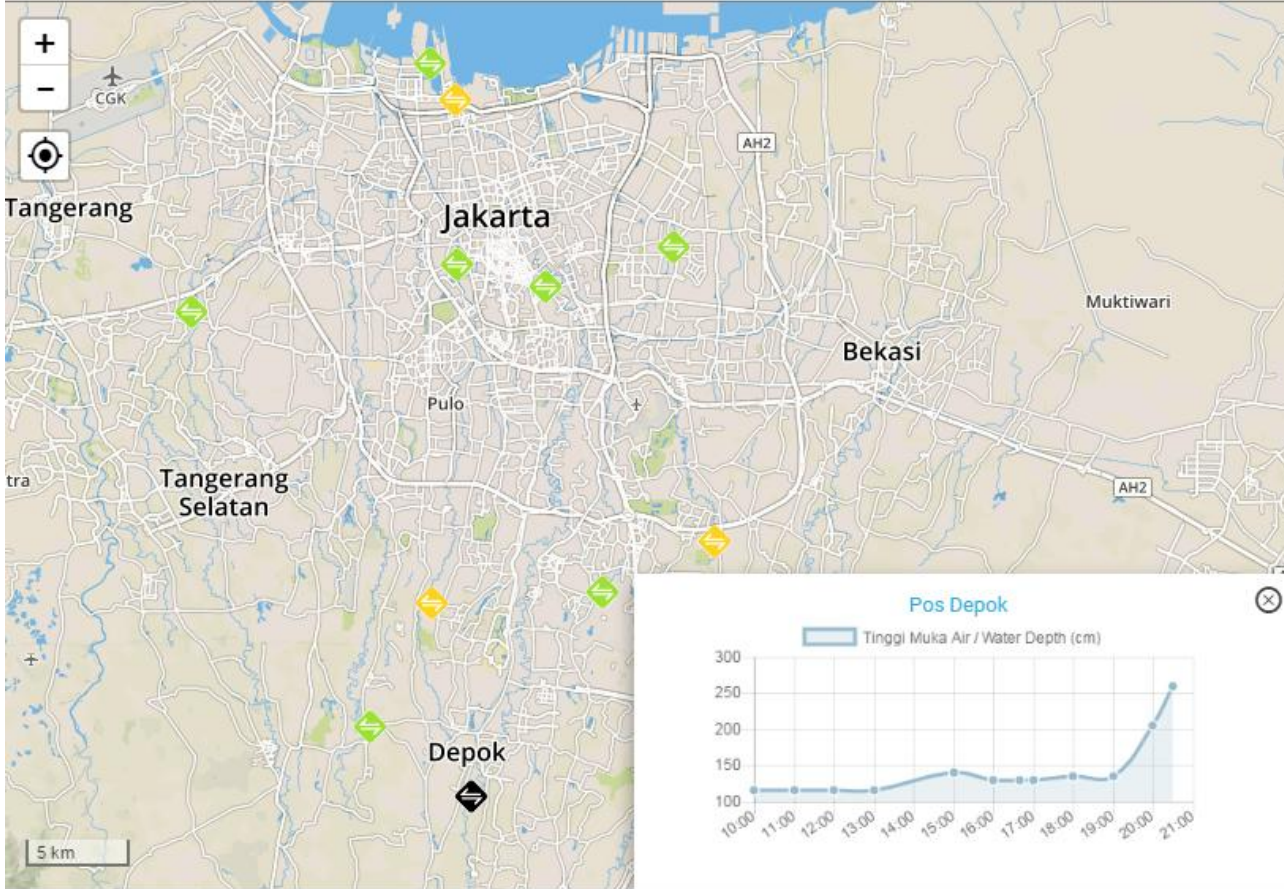 +
−
CGK
AH2
Tangerang
Jakarta
Muktiwari
Bekasi
Pulo
tra
Tangerang
Selatan
AH2
Depok
5 km
Pos Depok
Tinggi Muka Air / Water Depth (cm)
300
250
200
150
100
10:00
11:00
12:00
13:00
14:00
15:00
16:00
17:00
18:00
19:00
20:00
21:00